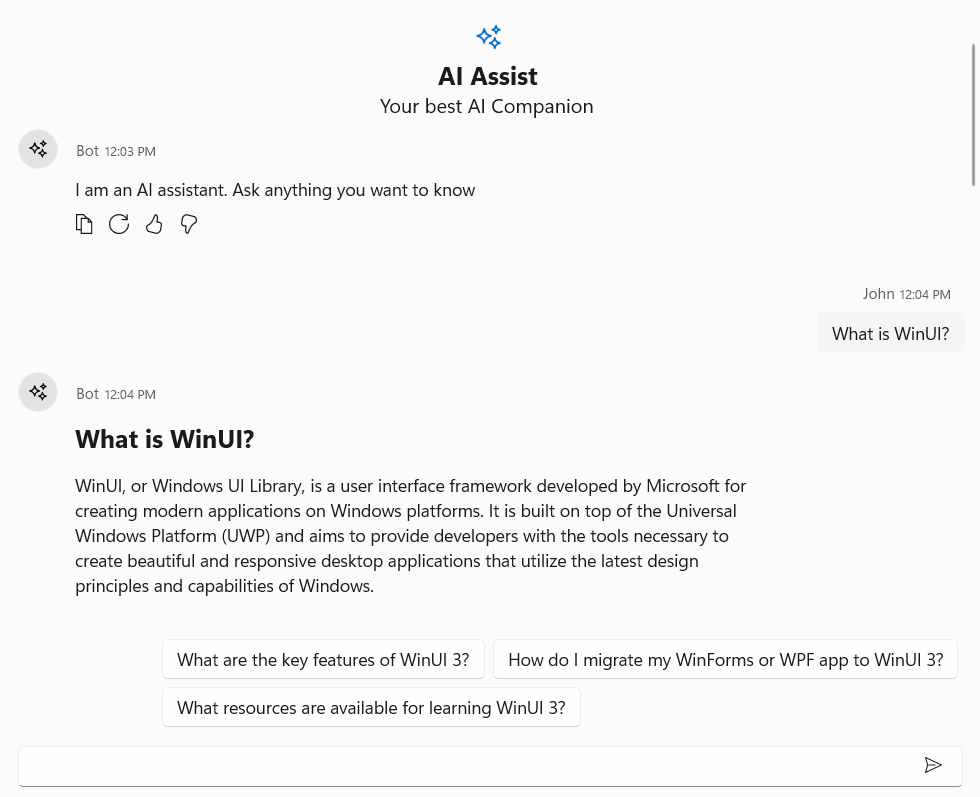 AI Assist
Your best AI Companion
Bot 12:03 PM
I am an AI assistant. Ask anything you want to know
John 12:04 PM
What is WinUI?
Bot 12:04 PM
What is WinUI?
WinUI, or Windows UI Library, is a user interface framework developed by Microsoft for
creating modern applications on Windows platforms. It is built on top of the Universal
Windows Platform (UWP) and aims to provide developers with the tools necessary to
create beautiful and responsive desktop applications that utilize the latest design
principles and capabilities of Windows.
What are the key features of WinUI 3?
How do I migrate my WinForms or WPF app to WinUI 3?
What resources are available for learning WinUI 3?